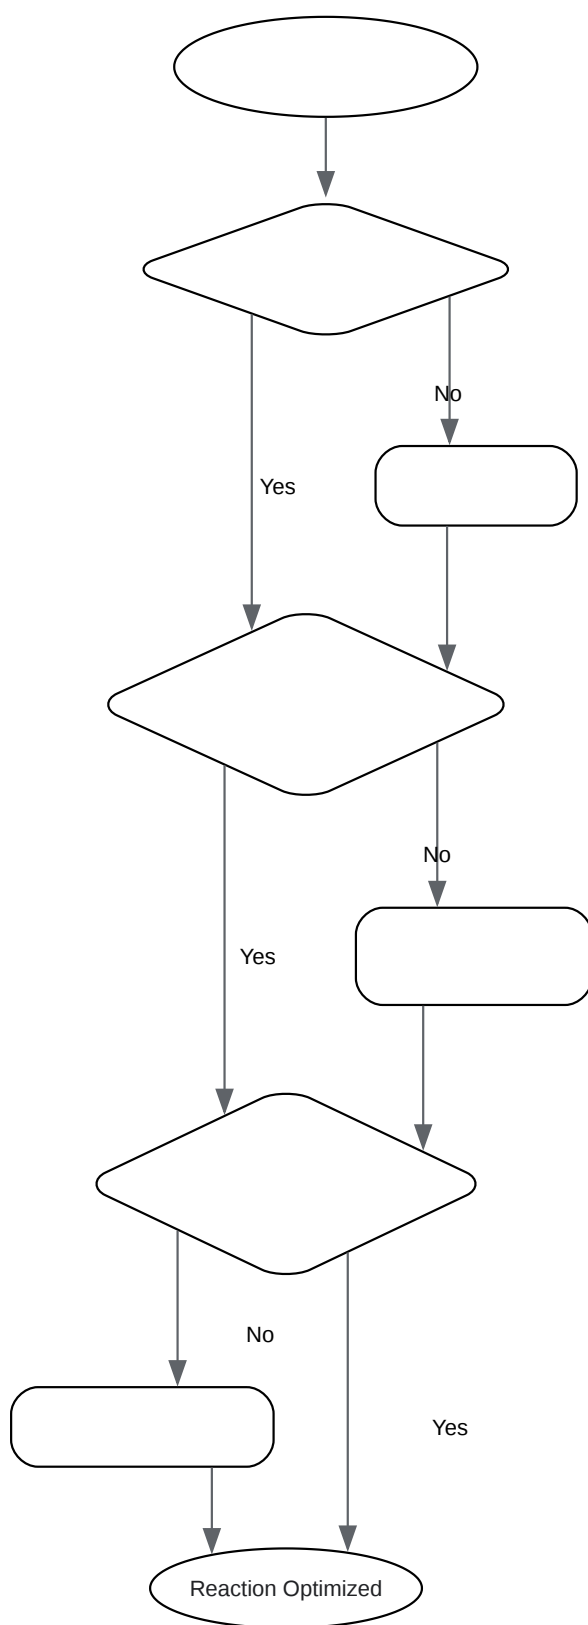 No
Yes
No
Yes
No
Yes
Reaction Optimized